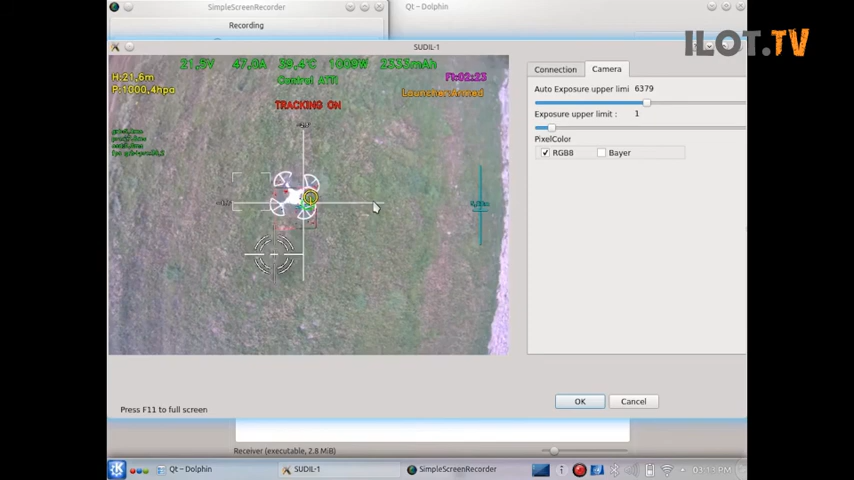 SimpleScreenRecorder
Qt – Dolphin
Recording
ILOT.TV
SUDIL-1
21,5V 47,0A 39,4°C 1009W 2333mAh
H:21,6m
Control ATTI
Fl:02:23
P:1000,4hpa
Launcher Armed
TRACKING ON
Connection
Camera
Auto Exposure upper limi 6379
Exposure upper limit : 1
PixelColor
RGB8
Bayer
OK
Cancel
Press F11 to full screen
Receiver (executable, 2.8 MiB)
Qt – Dolphin
SUDIL-1
SimpleScreenRecorder
03:13 PM